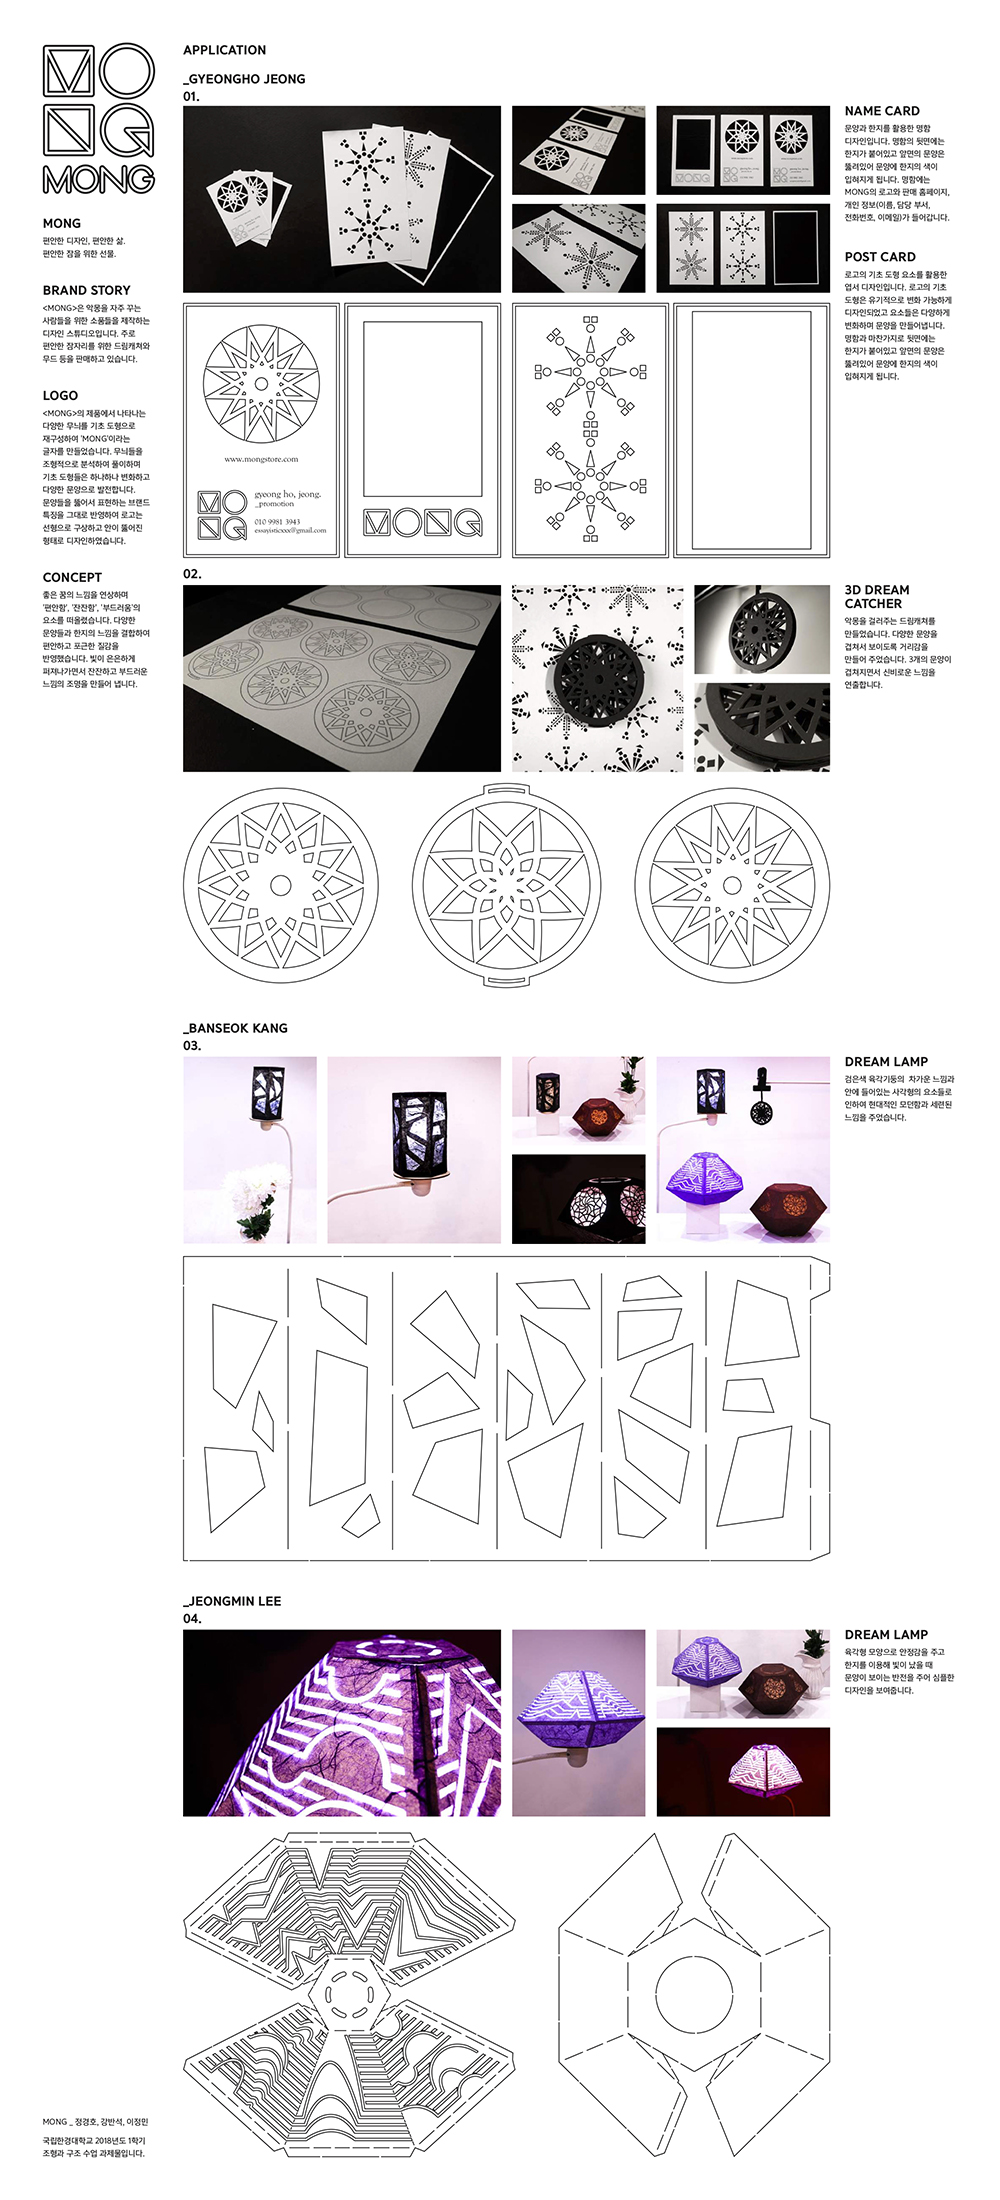 MO
NG
MONG
MONG
편안한 디자인, 편안한 삶.
편안한 잠을 위한 선물.
BRAND STORY
<MONG>은 악몽을 자주 꾸는
사람들을 위한 소품들을 제작하는
디자인 스튜디오입니다. 주로
편안한 잠자리를 위한 드림캐쳐와
무드 등을 판매하고 있습니다.
LOGO
<MONG>의 제품에서 나타나는
다양한 무늬를 기초 도형으로
재구성하여 'MONG'이라는
글자를 만들었습니다. 무늬들을
조형적으로 분석하여 풀이하며
기초 도형들은 하나하나 변화하고
다양한 문양으로 발전합니다.
문양들을 뚫어서 표현하는 브랜드
특징을 그대로 반영하여 로고는
선형으로 구상하고 안이 뚫어진
형태로 디자인하였습니다.
CONCEPT
좋은 꿈의 느낌을 연상하며
'편안함', '잔잔함', '부드러움'의
요소를 떠올렸습니다. 다양한
문양들과 한지의 느낌을 결합하여
편안하고 포근한 질감을
반영했습니다. 빛이 은은하게
퍼져나가면서 잔잔하고 부드러운
느낌의 조명을 만들어 냅니다.
APPLICATION
_GYEONGHO JEONG
01.
NAME CARD
문양과 한지를 활용한 명함
디자인입니다. 명함의 뒷면에는
한지가 붙어있고 앞면의 문양은
뚫려있어 문양에 한지의 색이
입혀지게 됩니다. 명함에는
MONG의 로고와 판매 홈페이지,
개인 정보(이름, 담당 부서,
전화번호, 이메일)가 들어갑니다.
POST CARD
로고의 기초 도형 요소를 활용한
엽서 디자인입니다. 로고의 기초
도형은 유기적으로 변화 가능하게
디자인되었고 요소들은 다양하게
변화하며 문양을 만들어냅니다.
명함과 마찬가지로 뒷면에는
한지가 붙어있고 앞면의 문양은
뚫려있어 문양에 한지의 색이
입혀지게 됩니다.
www.mongstore.com
MO
NG
gyeong ho, jeong.
_promotion
010 9981 3943
essayisticxxx@gmail.com
MONG
02.
3D DREAM
CATCHER
악몽을 걸러주는 드림캐쳐를
만들었습니다. 다양한 문양을
겹쳐서 보이도록 거리감을
만들어 주었습니다. 3개의 문양이
겹쳐지면서 신비로운 느낌을
연출합니다.
_BANSEOK KANG
03.
DREAM LAMP
검은색 육각기둥의 차가운 느낌과
안에 들어있는 사각형의 요소들로
인하여 현대적인 모던함과 세련된
느낌을 주었습니다.
_JEONGMIN LEE
04.
DREAM LAMP
육각형 모양으로 안정감을 주고
한지를 이용해 빛이 났을 때
문양이 보이는 반전을 주어 심플한
디자인을 보여줍니다.
MONG _ 정경호, 강반석, 이정민
국립한경대학교 2018년도 1학기
조형과 구조 수업 과제물입니다.